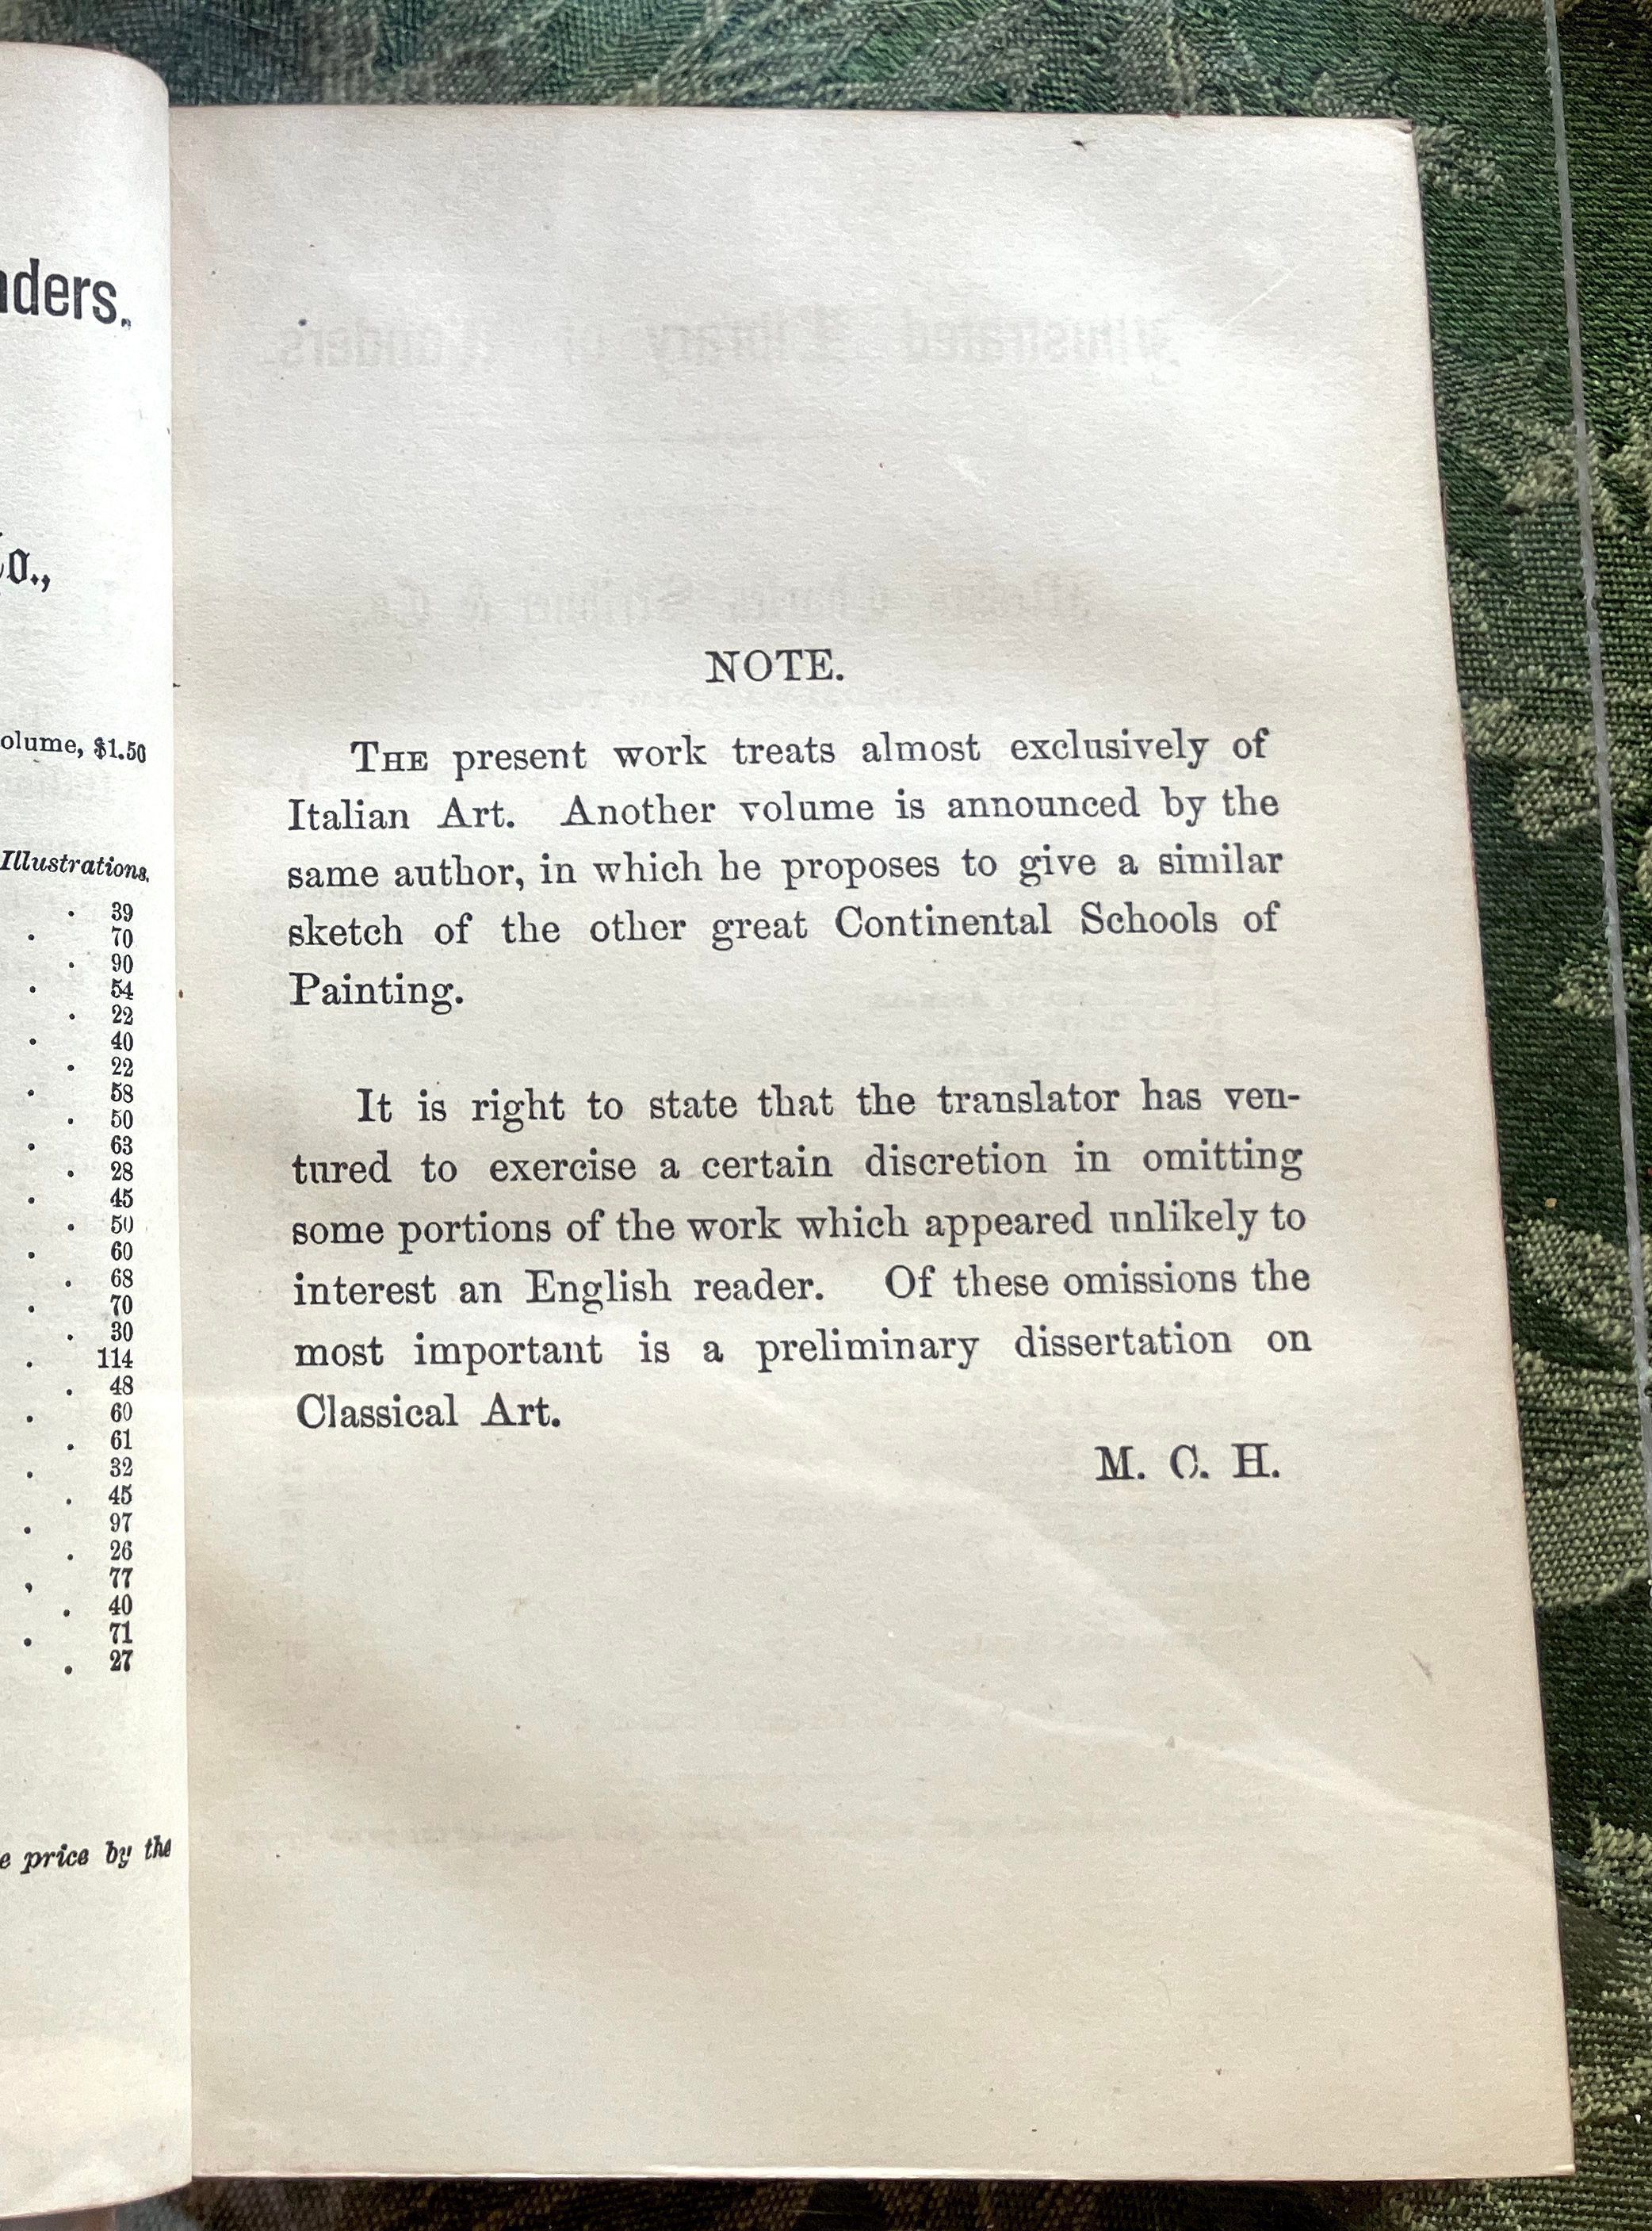 nders.
Co.,
olume, $1.50
Illustrations.
39
70
90
54
22
40
22
58
50
63
28
45
50
60
68
70
30
114
48
60
61
32
45
97
26
77
40
71
27
e price by the
NOTE.
THE present work treats almost exclusively of
Italian Art. Another volume is announced by the
same author, in which he proposes to give a similar
sketch of the other great Continental Schools of
Painting.
It is right to state that the translator has ven-
tured to exercise a certain discretion in omitting
some portions of the work which appeared unlikely to
interest an English reader. Of these omissions the
most important is a preliminary dissertation on
Classical Art.
M. C. H.